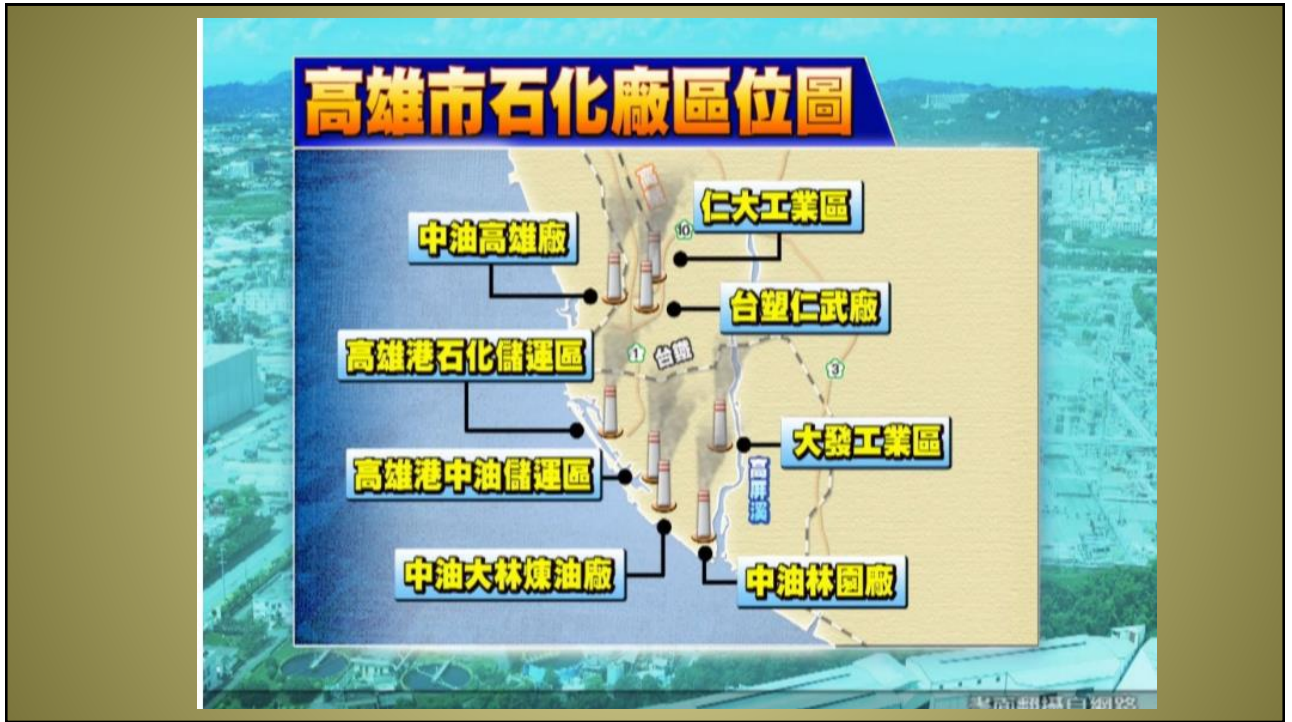 高雄市石化廠區位圖
仁大工業區
中油高雄廠
10
台塑仁武廠
高雄港石化儲運區
1
台鐵
3
大發工業區
高雄港中油儲運區
高屏溪
中油大林煉油廠
中油林園廠